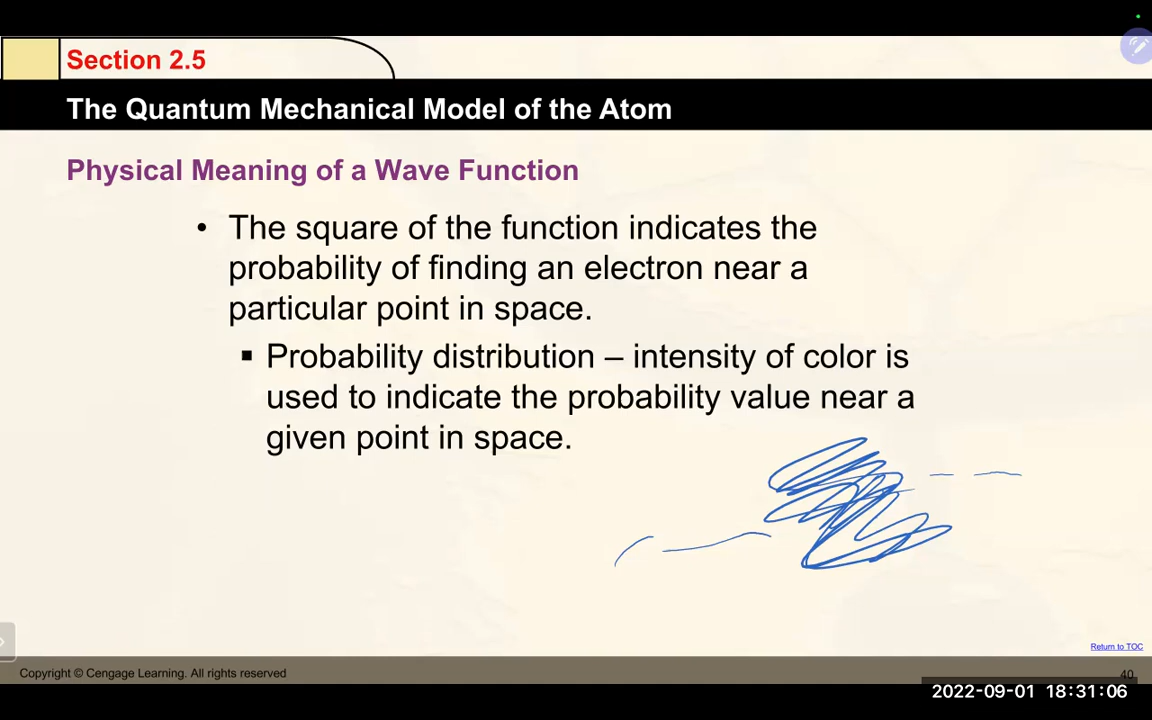 Section 2.5
The Quantum Mechanical Model of the Atom
Physical Meaning of a Wave Function
• The square of the function indicates the
probability of finding an electron near a
particular point in space.
▪ Probability distribution – intensity of color is
used to indicate the probability value near a
given point in space.
Return to TOC
Copyright © Cengage Learning. All rights reserved
40
2022-09-01 18:31:06